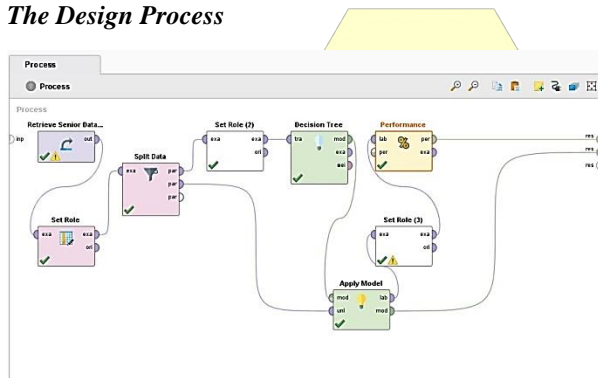 The Design Process
Process
Process
Process
inp
Retrieve Senior Data...
out
Set Role
exa
exa
ori
Split Data
exa
par
par
par
Set Role (2)
exa
exa
ori
Decision Tree
tra
mod
exa
Performance
lab
per
per
exa
Set Role (3)
exa
exa
ori
Apply Model
mod
lab
unl
mod
res
res
res